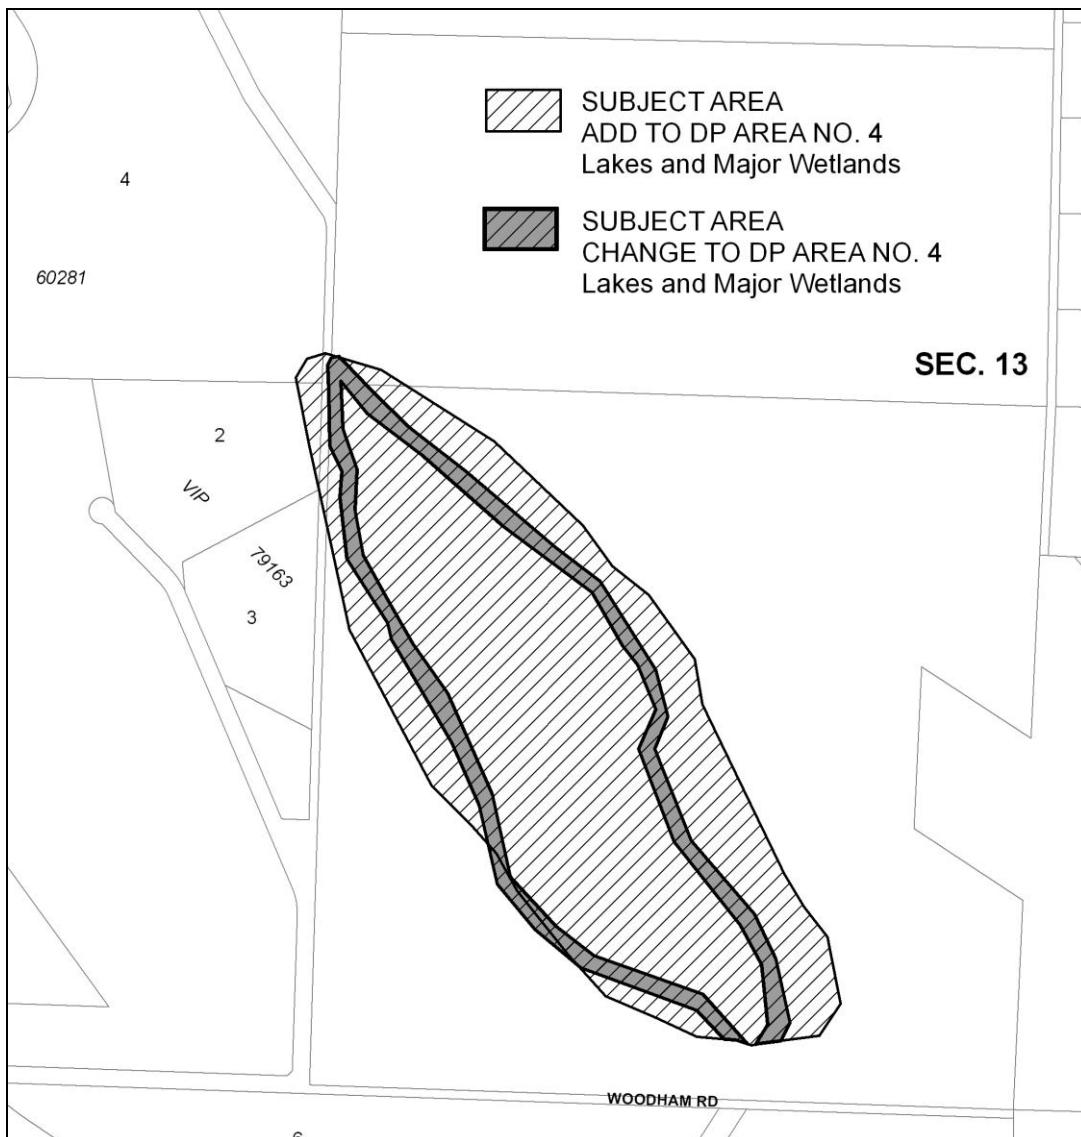 SUBJECT AREA
ADD TO DP AREA NO. 4
Lakes and Major Wetlands
4
SUBJECT AREA
CHANGE TO DP AREA NO. 4
Lakes and Major Wetlands
60281
SEC. 13
2
VIP
79163
3
WOODHAM RD